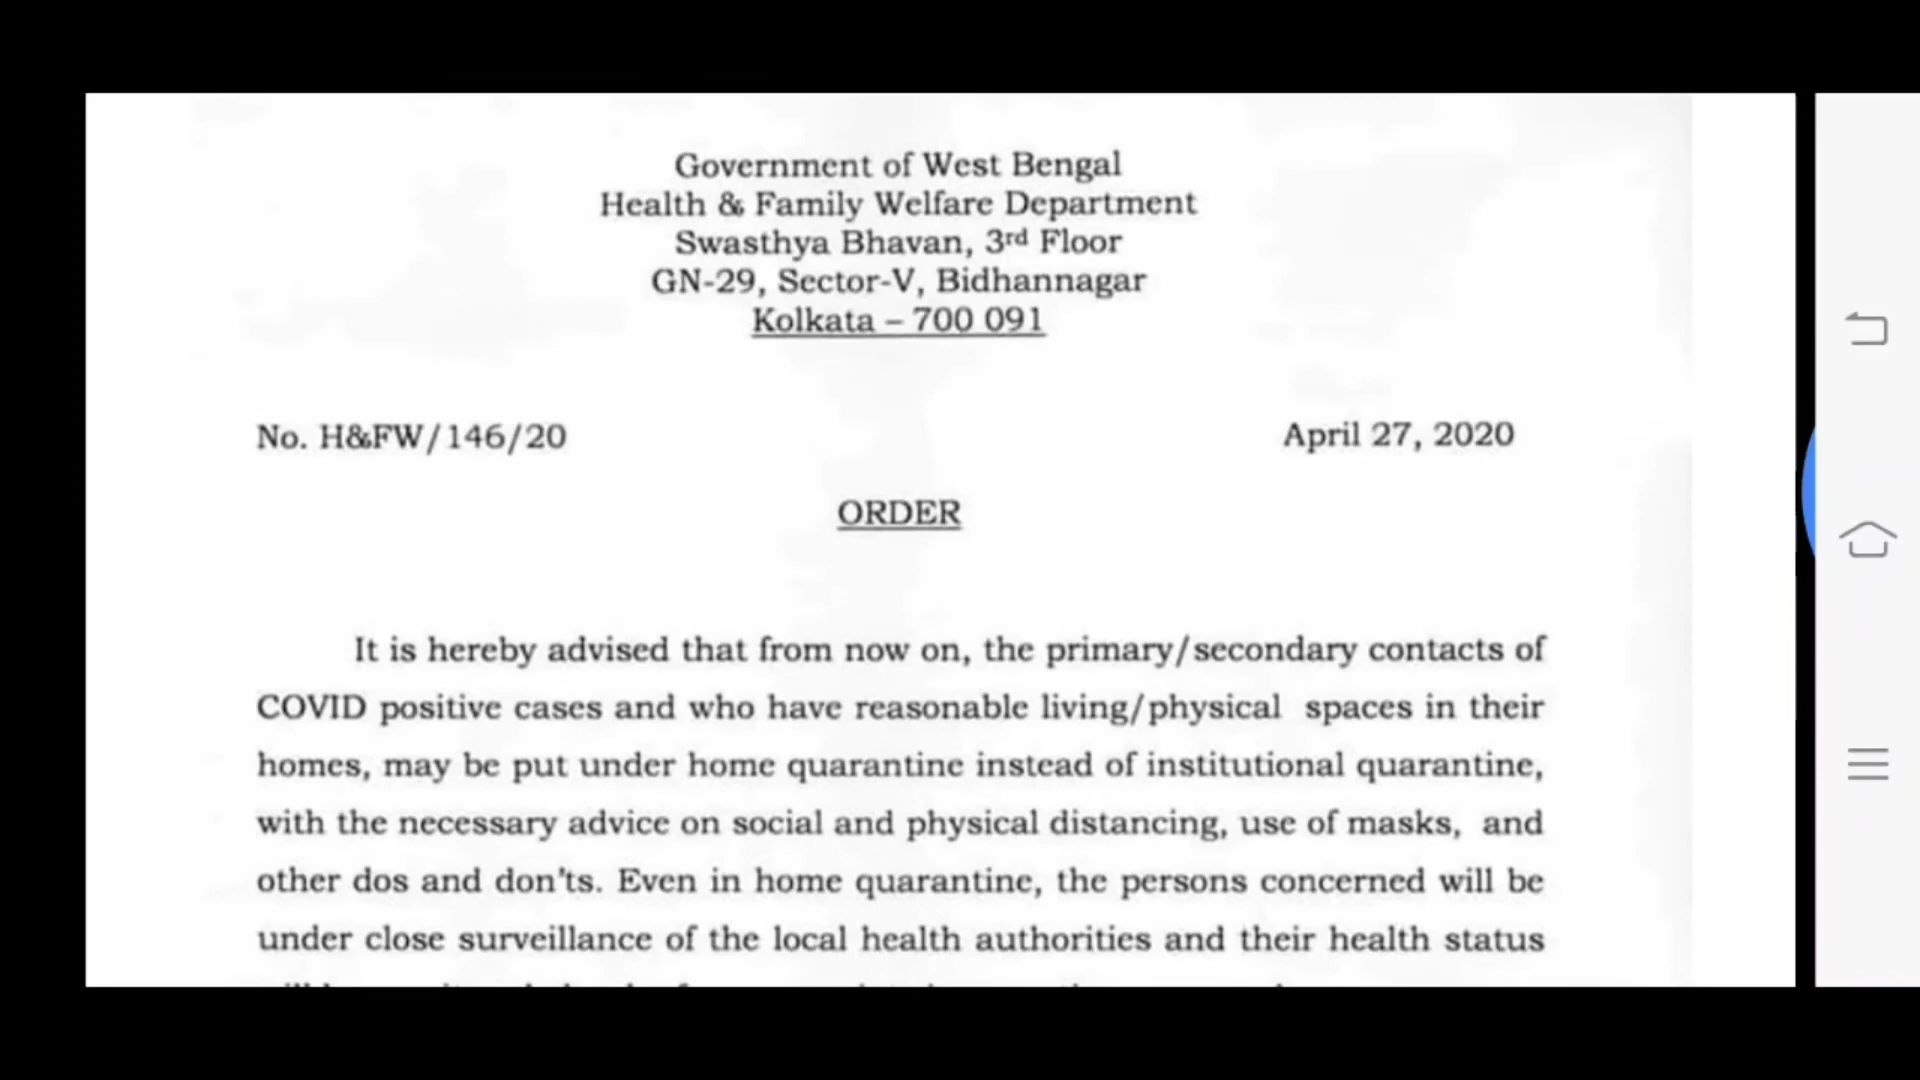 Government of West Bengal
Health & Family Welfare Department
Swasthya Bhavan, 3rd Floor
GN-29, Sector-V, Bidhannagar
Kolkata – 700 091
No. H&FW/146/20
April 27, 2020
ORDER
It is hereby advised that from now on, the primary/secondary contacts of
COVID positive cases and who have reasonable living/physical spaces in their
homes, may be put under home quarantine instead of institutional quarantine,
with the necessary advice on social and physical distancing, use of masks, and
other dos and don'ts. Even in home quarantine, the persons concerned will be
under close surveillance of the local health authorities and their health status